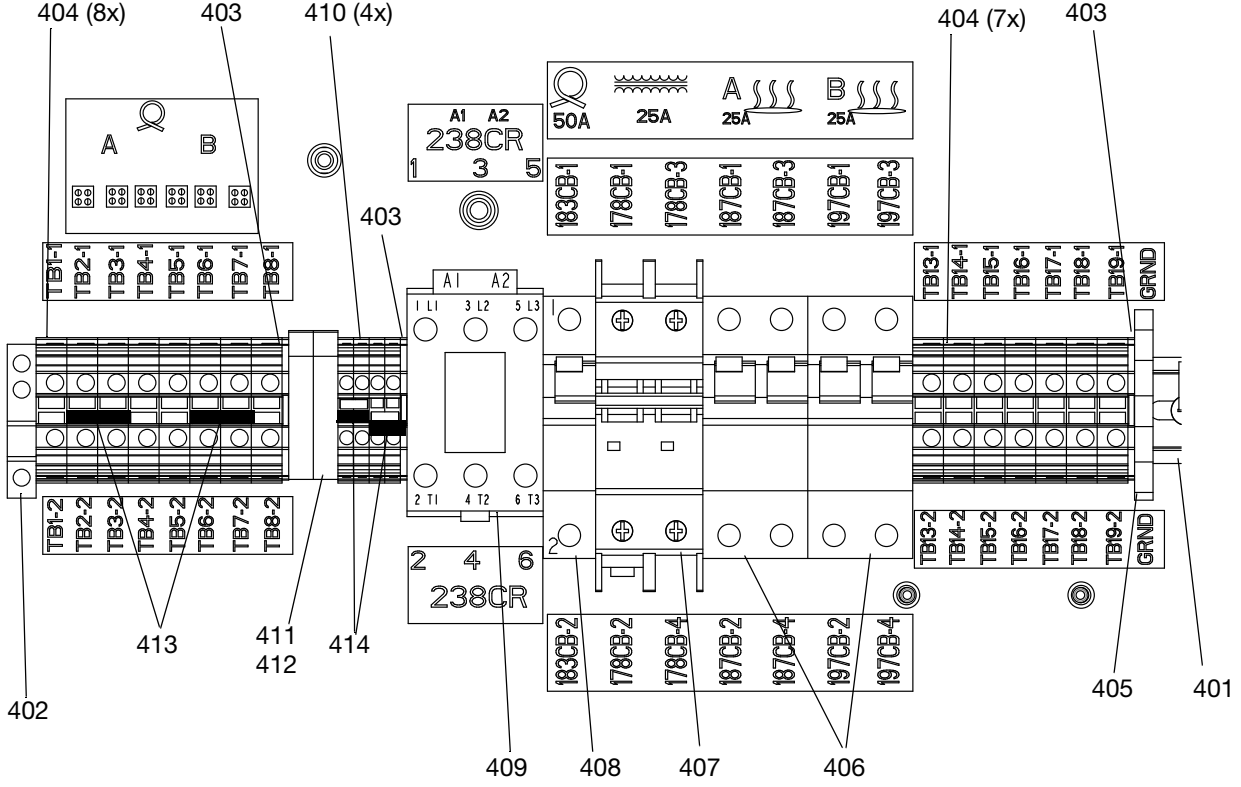 404 (8x)
403
410 (4x)
404 (7x)
403
A
B
A1 A2
238CR
1 3 5
50A
25A
A
25A
B
25A
183CB-1
178CB-1
178CB-3
187CB-1
187CB-3
197CB-1
197CB-3
403
TB1-1
TB2-1
TB3-1
TB4-1
TB5-1
TB6-1
TB7-1
TB8-1
TB13-1
TB14-1
TB15-1
TB16-1
TB17-1
TB18-1
TB19-1
GRND
A1 A2
1 L1 3 L2 5 L3
1
2 T1 4 T2 6 T3
2
TB1-2
TB2-2
TB3-2
TB4-2
TB5-2
TB6-2
TB7-2
TB8-2
TB13-2
TB14-2
TB15-2
TB16-2
TB17-2
TB18-2
TB19-2
GRND
2 4 6
238CR
183CB-2
178CB-2
178CB-4
187CB-2
187CB-4
197CB-2
197CB-4
413
411
412
414
402
405
401
409
408
407
406